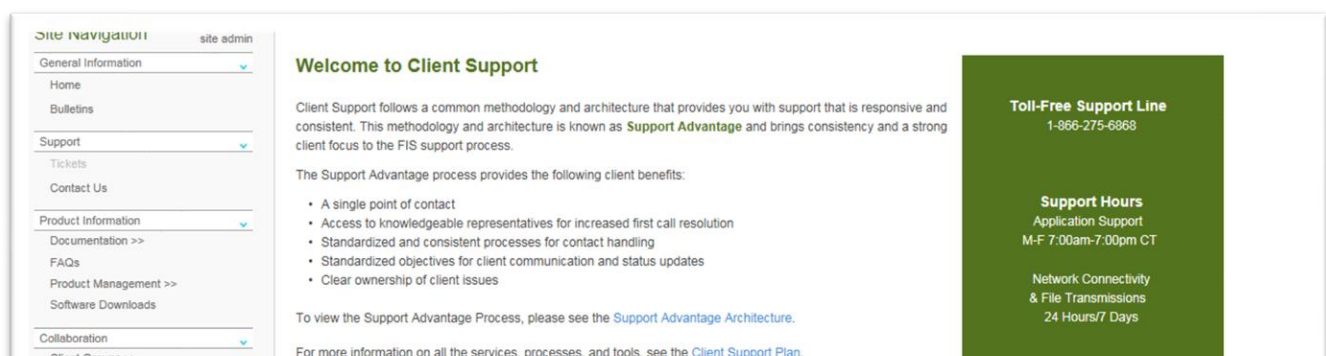 Site Navigation
site admin
General Information
Home
Bulletins
Support
Tickets
Contact Us
Product Information
Documentation >>
FAQs
Product Management >>
Software Downloads
Collaboration
Welcome to Client Support
Client Support follows a common methodology and architecture that provides you with support that is responsive and
consistent. This methodology and architecture is known as Support Advantage and brings consistency and a strong
client focus to the FIS support process.
The Support Advantage process provides the following client benefits:
• A single point of contact
• Access to knowledgeable representatives for increased first call resolution
• Standardized and consistent processes for contact handling
• Standardized objectives for client communication and status updates
• Clear ownership of client issues
To view the Support Advantage Process, please see the Support Advantage Architecture.
For more information on all the services, processes, and tools, see the Client Support Plan.
Toll-Free Support Line
1-866-275-6868
Support Hours
Application Support
M-F 7:00am-7:00pm CT
Network Connectivity
& File Transmissions
24 Hours/7 Days